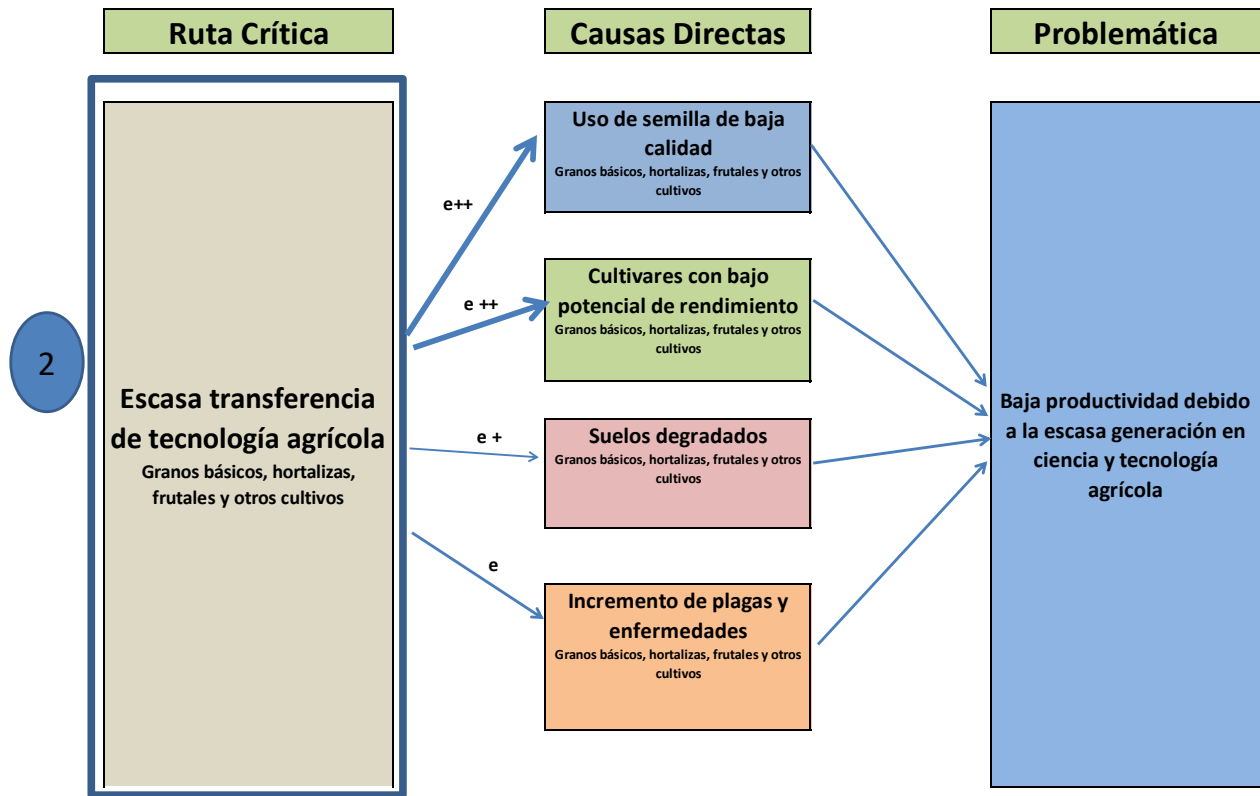 Ruta Crítica
Causas Directas
Problemática
2
Escasa transferencia
de tecnología agrícola
Granos básicos, hortalizas,
frutales y otros cultivos
e++
e ++
e +
e
Uso de semilla de baja
calidad
Granos básicos, hortalizas, frutales y otros
cultivos
Cultivares con bajo
potencial de rendimiento
Granos básicos, hortalizas, frutales y otros
cultivos
Suelos degradados
Granos básicos, hortalizas, frutales y otros
cultivos
Incremento de plagas y
enfermedades
Granos básicos, hortalizas, frutales y otros
cultivos
Baja productividad debido
a la escasa generación en
ciencia y tecnología
agrícola